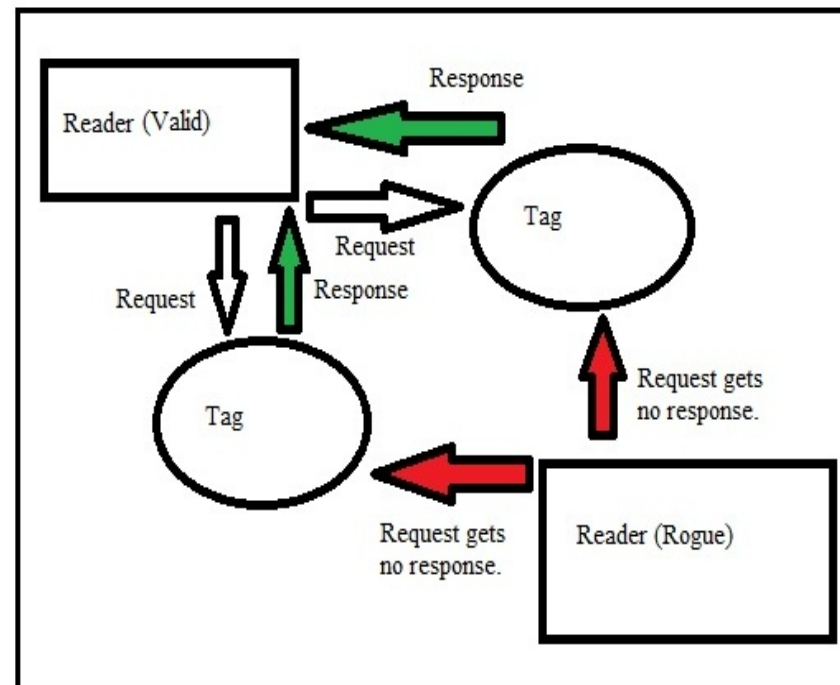 Response
Reader (Valid)
Tag
Request
Request
Response
Tag
Request gets
no response.
Request gets
no response.
Reader (Rogue)